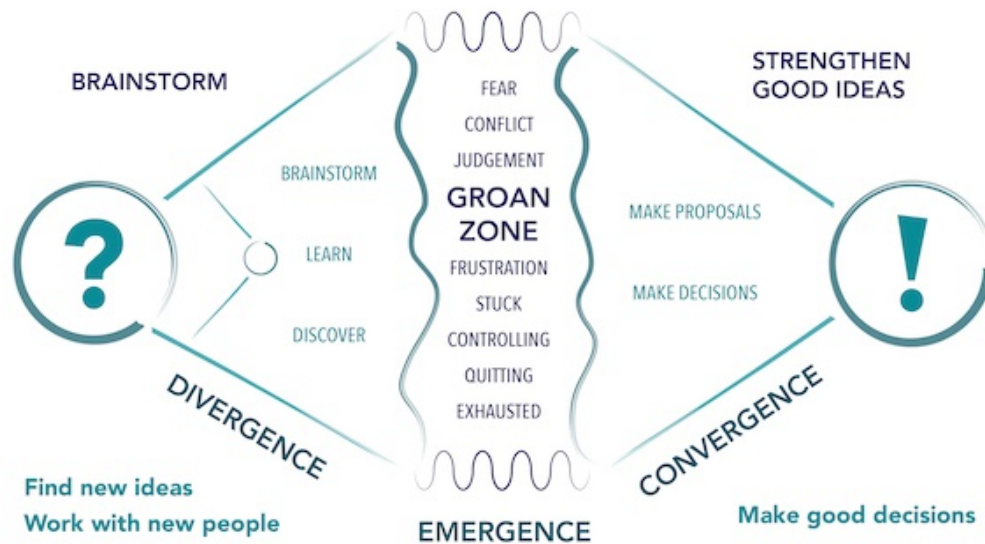 BRAINSTORM
STRENGTHEN
GOOD IDEAS
FEAR
CONFLICT
JUDGEMENT
GROAN
ZONE
FRUSTRATION
STUCK
CONTROLLING
QUITTING
EXHAUSTED
BRAINSTORM
LEARN
DISCOVER
MAKE PROPOSALS
MAKE DECISIONS
?
!
DIVERGENCE
CONVERGENCE
Find new ideas
Work with new people
EMERGENCE
Make good decisions